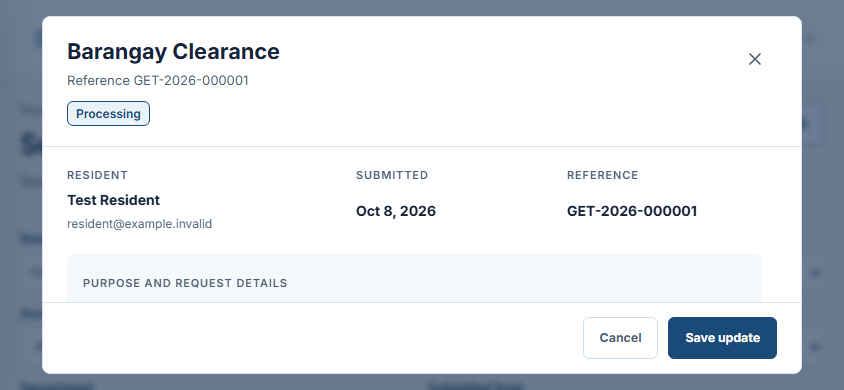 Barangay Clearance
Reference GET-2026-000001
Processing
RESIDENT
SUBMITTED
REFERENCE
Test Resident
resident@example.invalid
Oct 8, 2026
GET-2026-000001
PURPOSE AND REQUEST DETAILS
Cancel
Save update